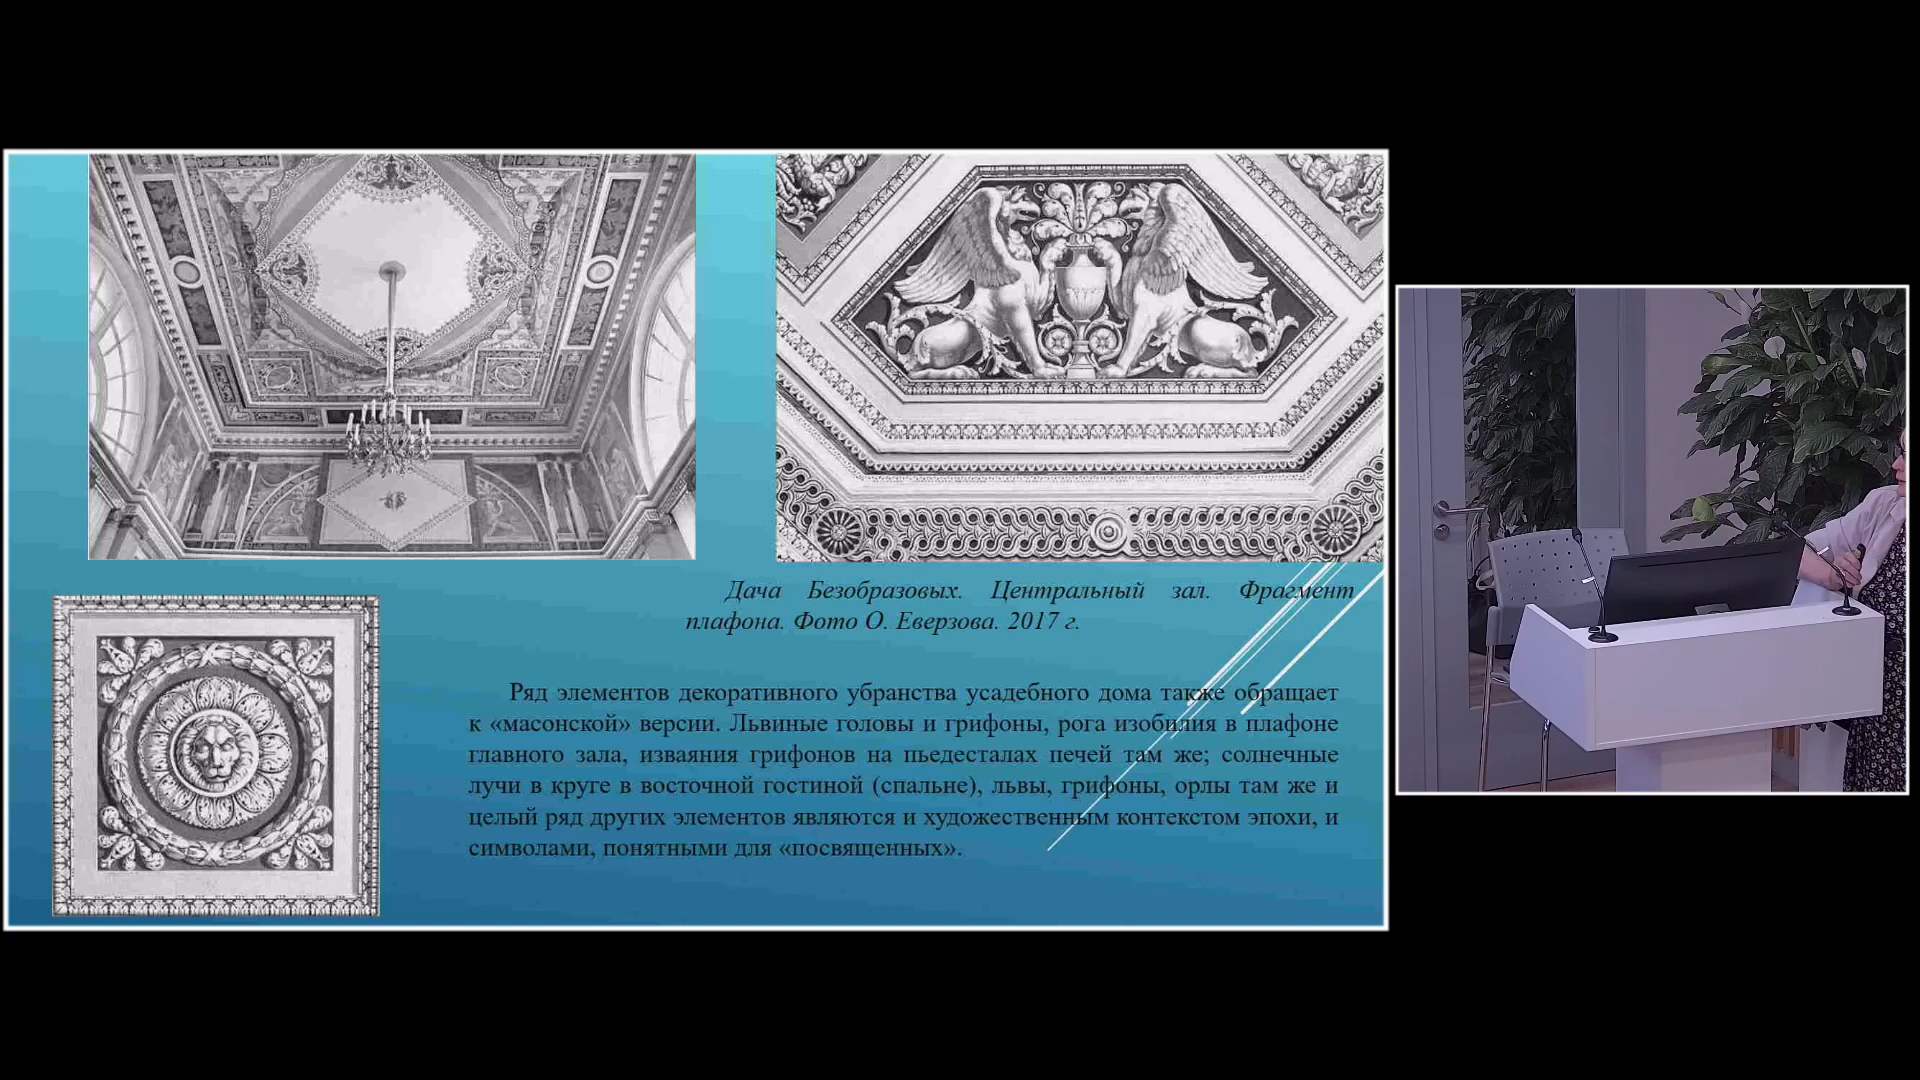 Дача Безобразовых. Центральный зал. Фрагмент
плафона. Фото О. Еверзова. 2017 г.
Ряд элементов декоративного убранства усадебного дома также обращает
к «масонской» версии. Львиные головы и грифоны, рога изобилия в плафоне
главного зала, изваяния грифонов на пьедесталах печей там же; солнечные
лучи в круге в восточной гостиной (спальне), львы, грифоны, орлы там же и
целый ряд других элементов являются и художественным контекстом эпохи, и
символами, понятными для «посвященных».